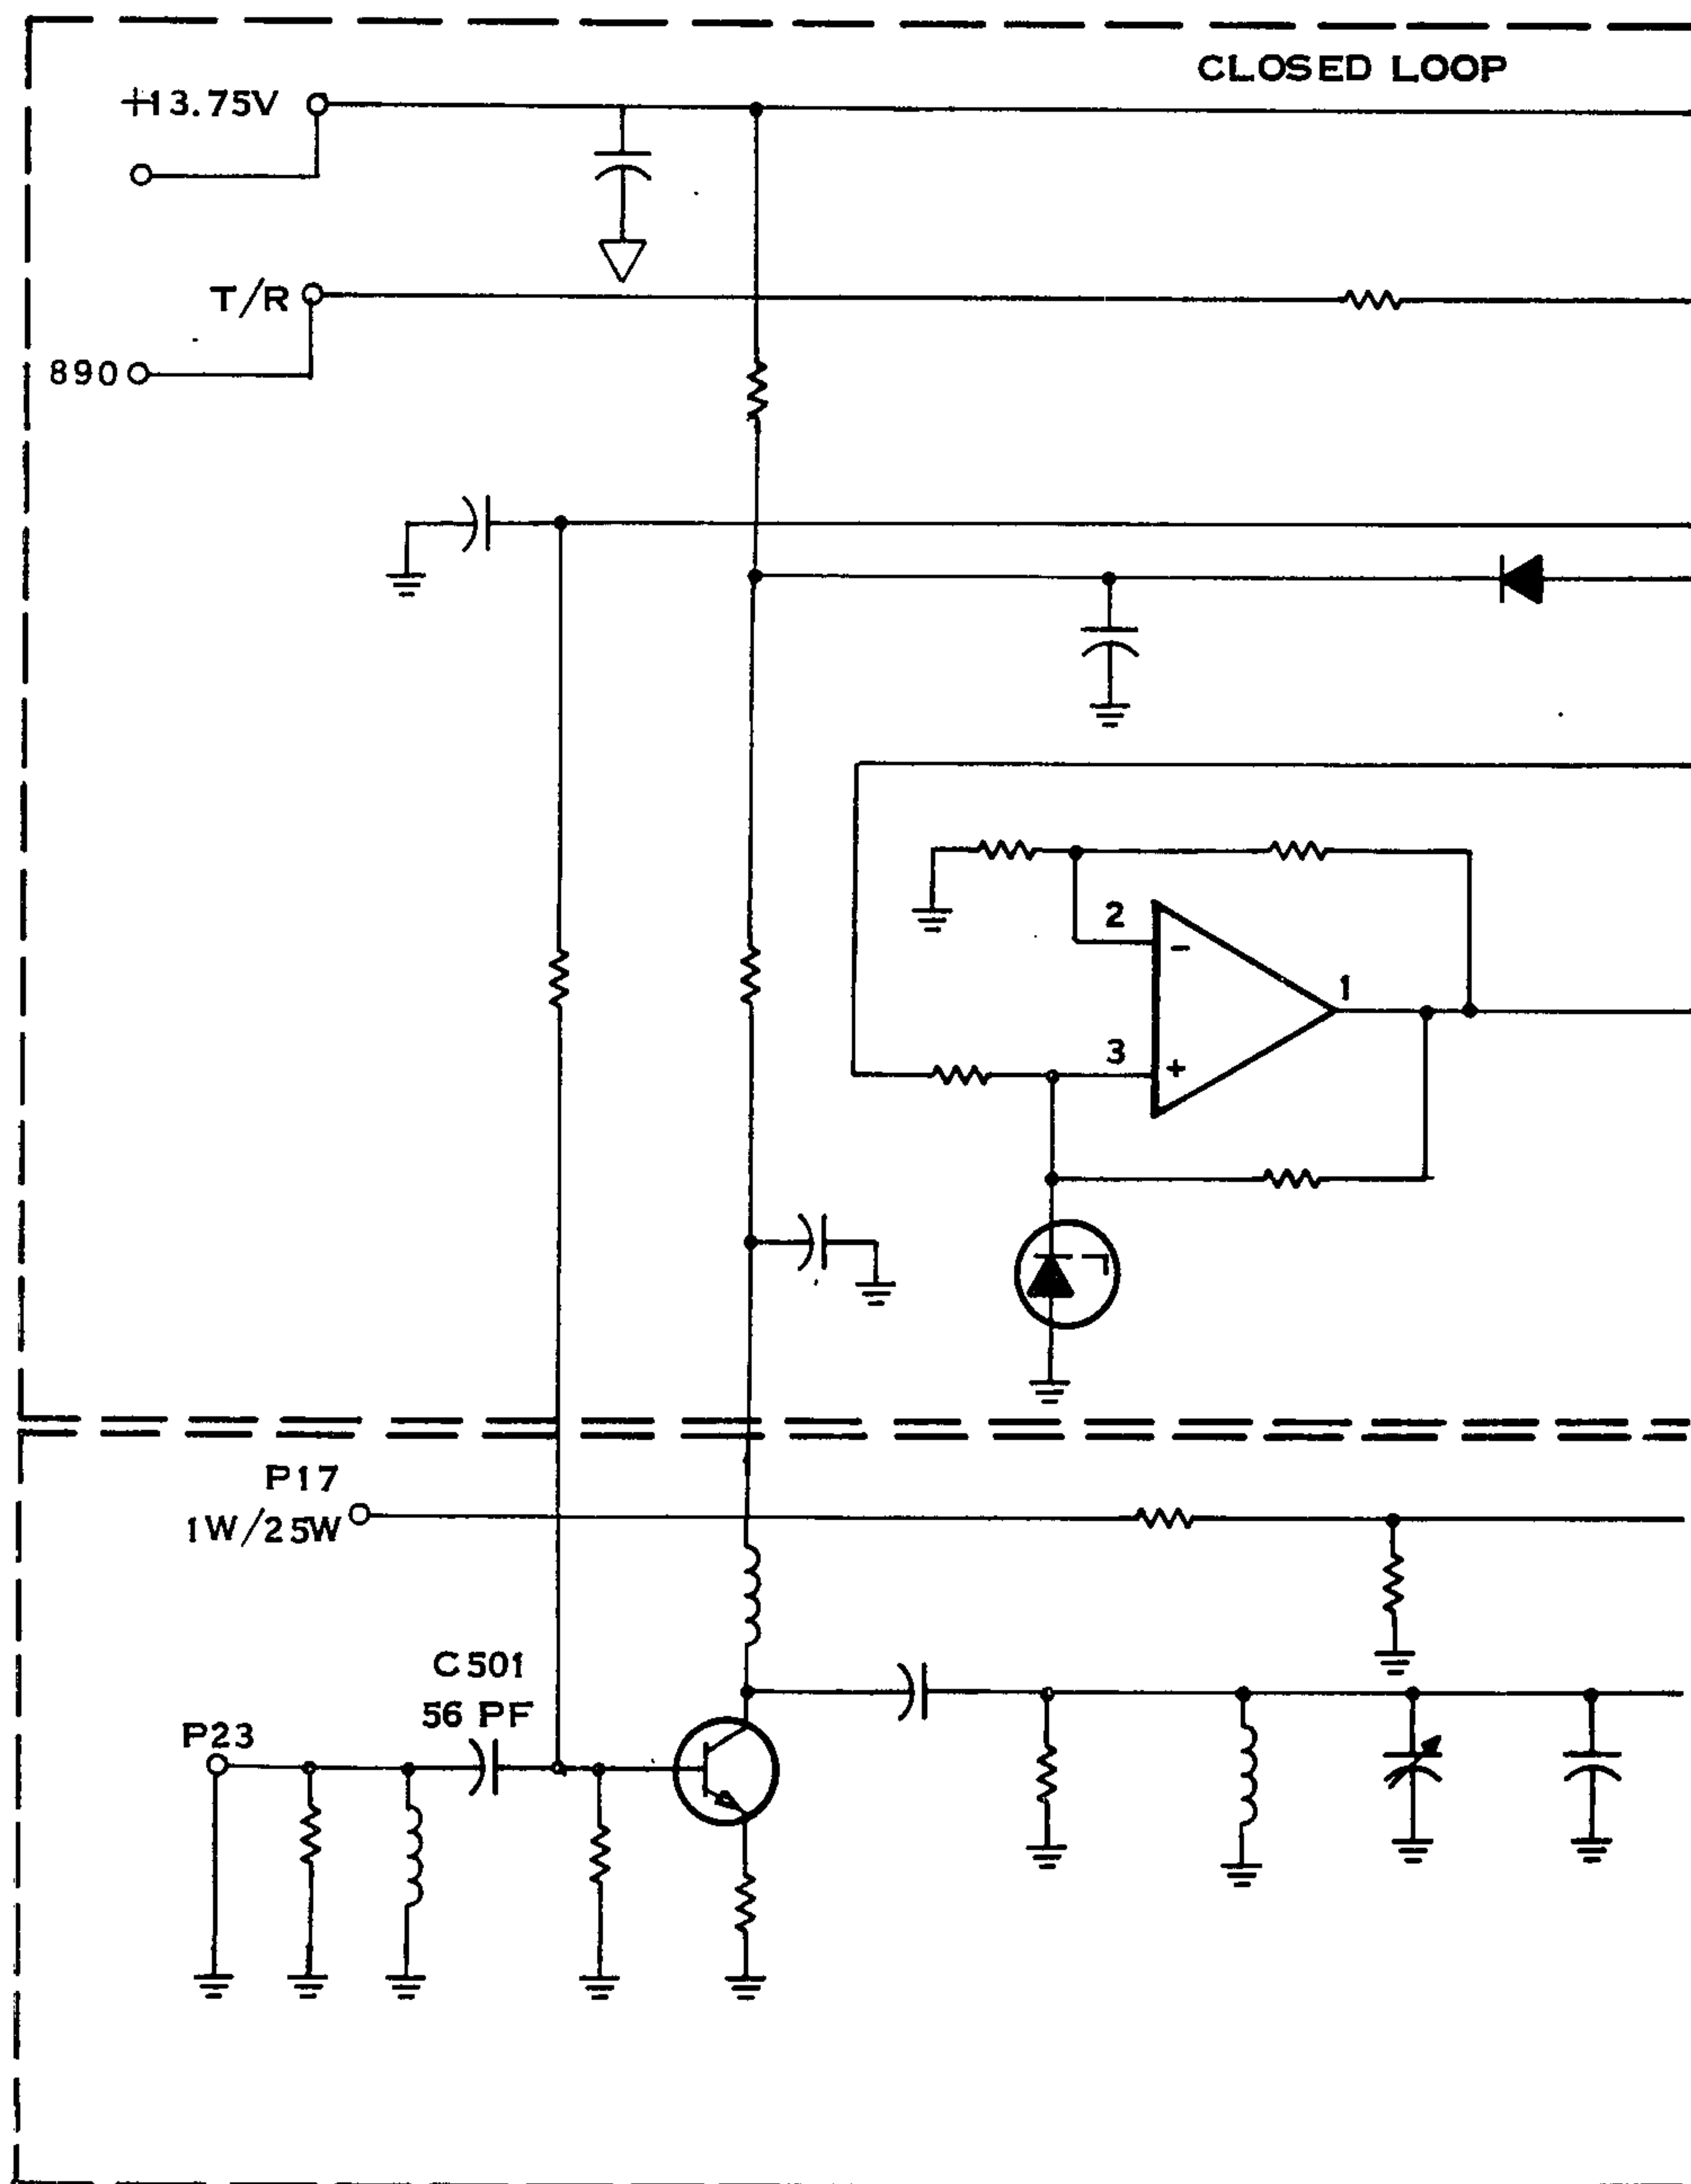 CLOSED LOOP
+13.75V
T/R
890
2
-
1
3
+
P17
1W/25W
C501
56 PF
P23